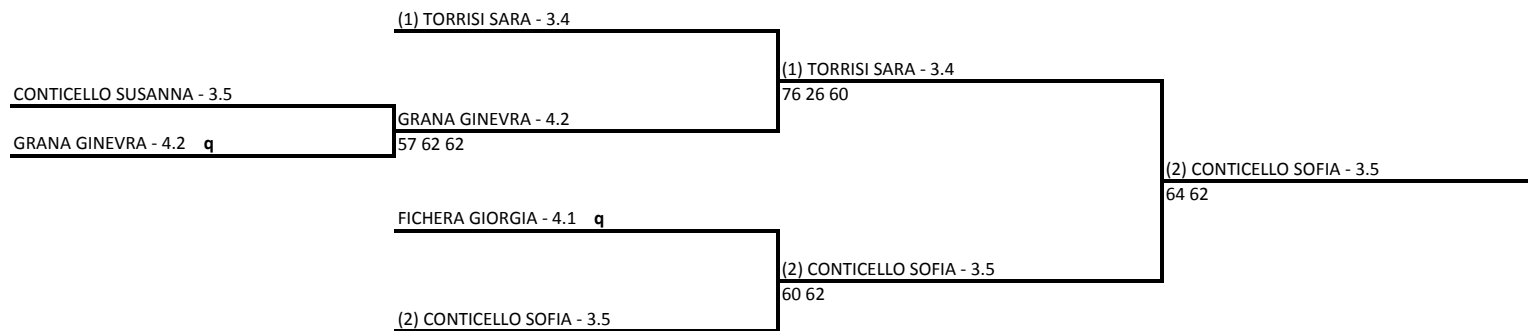 (1) TORRISI SARA - 3.4
(1) TORRISI SARA - 3.4
CONTICELLO SUSANNA - 3.5
76 26 60
GRANA GINEVRA - 4.2
GRANA GINEVRA - 4.2 q
57 62 62
(2) CONTICELLO SOFIA - 3.5
64 62
FICHERA GIORGIA - 4.1 q
(2) CONTICELLO SOFIA - 3.5
60 62
(2) CONTICELLO SOFIA - 3.5